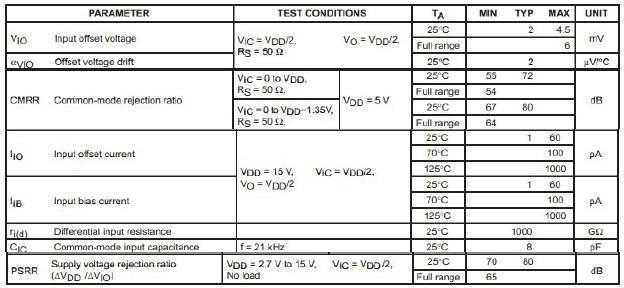 PARAMETER TEST CONDITIONS TA MIN TYP MAX UNIT
VIO Input offset voltage VIC = VDD/2, VO = VDD/2, RS = 50 Ω 25°C 2 4.5 mV
Full range 6
αVIO Offset voltage drift 25°C 2 μV/°C
CMRR Common-mode rejection ratio VIC = 0 to VDD, RS = 50 Ω, VDD = 5 V 25°C 55 72 dB
Full range 54
VIC = 0 to VDD–1.35V, RS = 50 Ω, 25°C 67 80
Full range 64
IIO Input offset current VDD = 15 V, VIC = VDD/2, VO = VDD/2 25°C 1 60 pA
70°C 100
125°C 1000
IIB Input bias current 25°C 1 60 pA
70°C 100
125°C 1000
ri(d) Differential input resistance 25°C 1000 GΩ
CIC Common-mode input capacitance f = 21 kHz 25°C 8 pF
PSRR Supply voltage rejection ratio (ΔVDD /ΔVIO) VDD = 2.7 V to 15 V, VIC = VDD/2, No load 25°C 70 80 dB
Full range 65